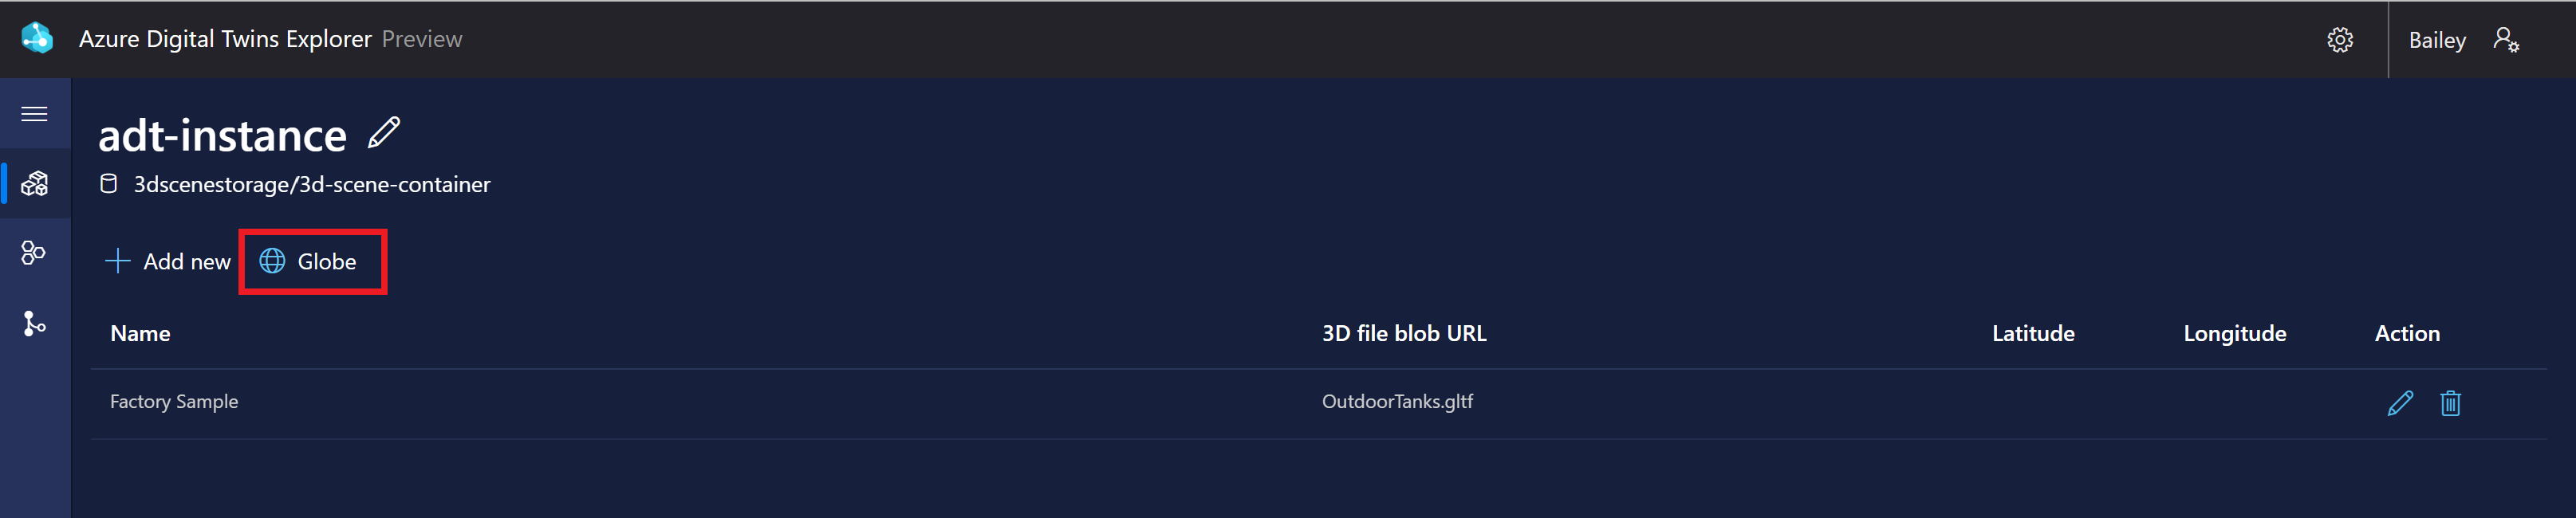 Azure Digital Twins Explorer Preview
Bailey
adt-instance
3dscenestorage/3d-scene-container
Add new Globe
Name 3D file blob URL Latitude Longitude Action
Factory Sample OutdoorTanks.gltf